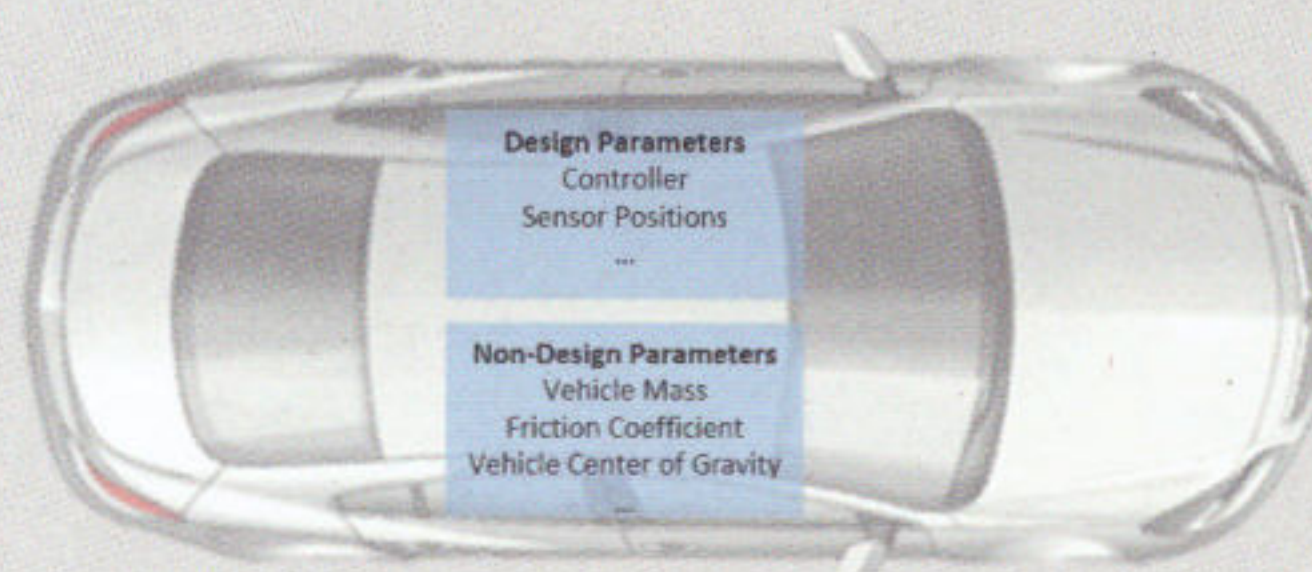 Design Parameters
Controller
Sensor Positions
...
Non-Design Parameters
Vehicle Mass
Friction Coefficient
Vehicle Center of Gravity
...